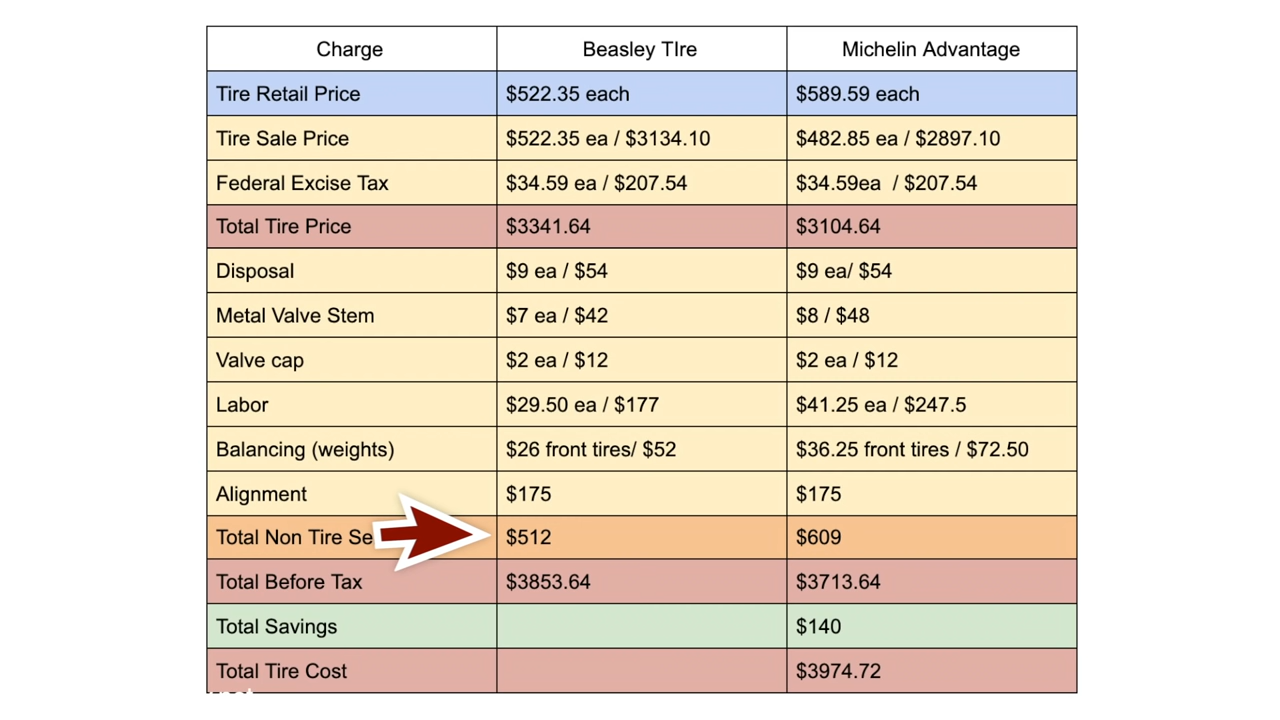 Charge Beasley TIre Michelin Advantage
Tire Retail Price $522.35 each $589.59 each
Tire Sale Price $522.35 ea / $3134.10 $482.85 ea / $2897.10
Federal Excise Tax $34.59 ea / $207.54 $34.59ea / $207.54
Total Tire Price $3341.64 $3104.64
Disposal $9 ea / $54 $9 ea/ $54
Metal Valve Stem $7 ea / $42 $8 / $48
Valve cap $2 ea / $12 $2 ea / $12
Labor $29.50 ea / $177 $41.25 ea / $247.5
Balancing (weights) $26 front tires/ $52 $36.25 front tires / $72.50
Alignment $175 $175
Total Non Tire $512 $609
Total Before Tax $3853.64 $3713.64
Total Savings $140
Total Tire Cost $3974.72